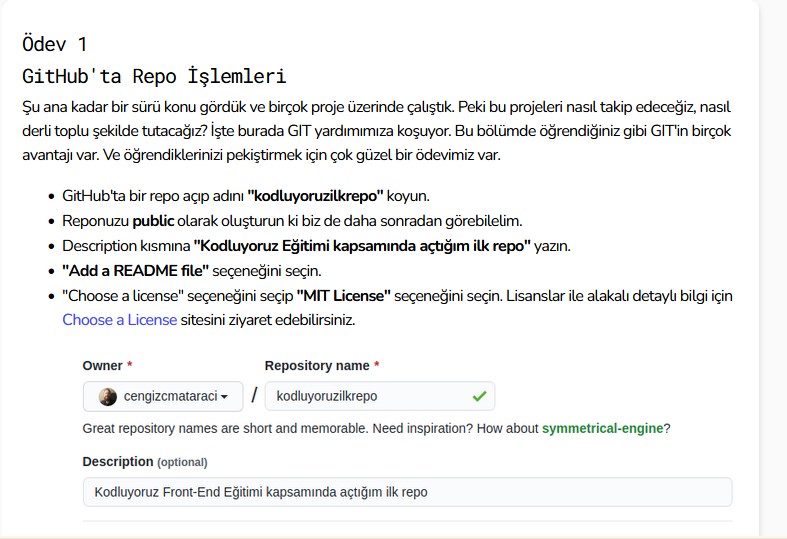 Ödev 1
GitHub'ta Repo İşlemleri
Şu ana kadar bir sürü konu gördük ve birçok proje üzerinde çalıştık. Peki bu projeleri nasıl takip edeceğiz, nasıl
derli toplu şekilde tutacağız? İşte burada GIT yardımımıza koşuyor. Bu bölümde öğrendiğiniz gibi GIT'in birçok
avantajı var. Ve öğrendiklerinizi pekiştirmek için çok güzel bir ödevimiz var.
• GitHub'ta bir repo açıp adını "kodluyoruzilkrepo" koyun.
• Reponuzu public olarak oluşturun ki biz de daha sonradan görebilelim.
• Description kısmına "Kodluyoruz Eğitimi kapsamında açtığım ilk repo" yazın.
• "Add a README file" seçeneğini seçin.
• "Choose a license" seçeneğini seçip "MIT License" seçeneğini seçin. Lisanslar ile alakalı detaylı bilgi için
Choose a License sitesini ziyaret edebilirsiniz.
Owner * Repository name *
cengizcmataraci / kodluyoruzilkrepo
Great repository names are short and memorable. Need inspiration? How about symmetrical-engine?
Description (optional)
Kodluyoruz Front-End Eğitimi kapsamında açtığım ilk repo